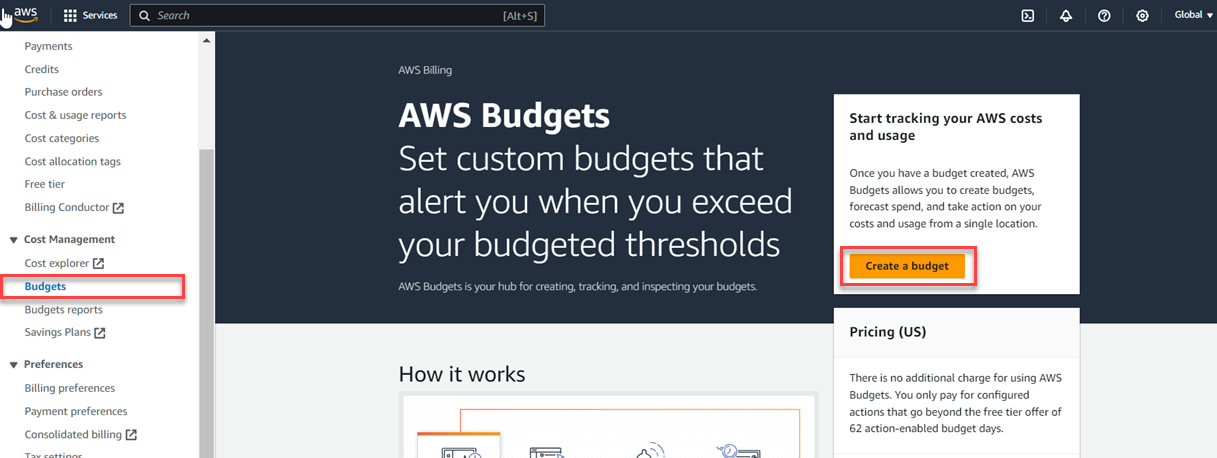 aws
Services
Search
[Alt+S]
Global
Payments
Credits
Purchase orders
Cost & usage reports
Cost categories
Cost allocation tags
Free tier
Billing Conductor
Cost Management
Cost explorer
Budgets
Budgets reports
Savings Plans
Preferences
Billing preferences
Payment preferences
Consolidated billing
Tax settings
AWS Billing
AWS Budgets
Set custom budgets that
alert you when you exceed
your budgeted thresholds
AWS Budgets is your hub for creating, tracking, and inspecting your budgets.
Start tracking your AWS costs
and usage
Once you have a budget created, AWS
Budgets allows you to create budgets,
forecast spend, and take action on your
costs and usage from a single location.
Create a budget
Pricing (US)
There is no additional charge for using AWS
Budgets. You only pay for configured
actions that go beyond the free tier offer of
62 action-enabled budget days.
How it works